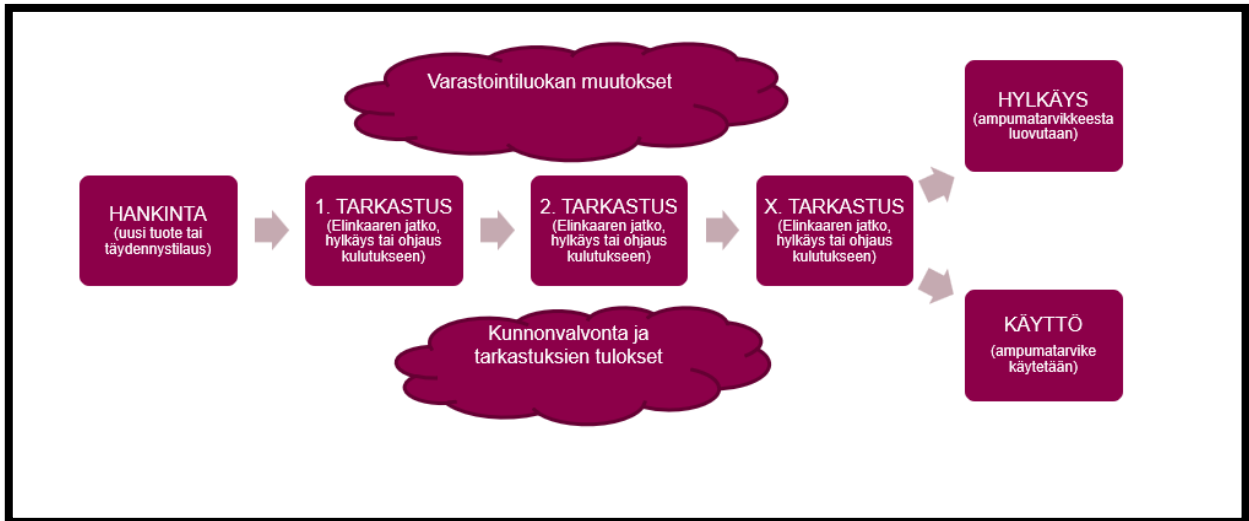 Varastointiluokan muutokset
HYLKÄYS
(ampumatarvikkeesta
luovutaan)
HANKINTA
(uusi tuote tai
täydennystilaus)
1. TARKASTUS
(Elinkaaren jatko,
hylkäys tai ohjaus
kulutukseen)
2. TARKASTUS
(Elinkaaren jatko,
hylkäys tai ohjaus
kulutukseen)
X. TARKASTUS
(Elinkaaren jatko,
hylkäys tai ohjaus
kulutukseen)
Kunnonvalvonta ja
tarkastuksien tulokset
KÄYTTÖ
(ampumatarvike
käytetään)